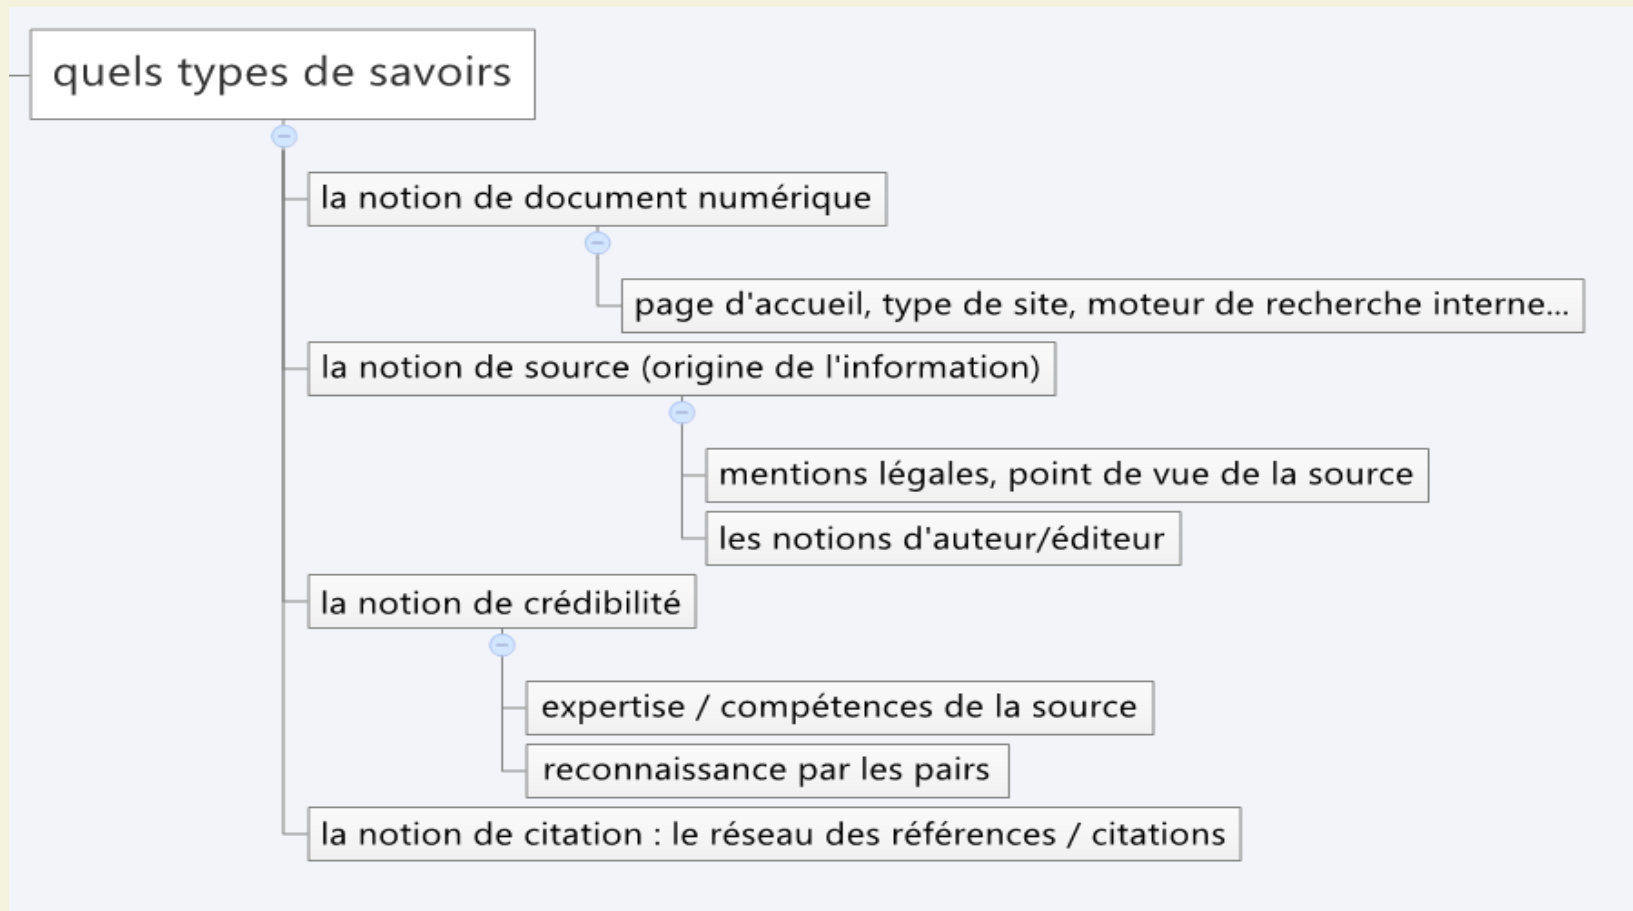 quels types de savoirs
la notion de document numérique
page d'accueil, type de site, moteur de recherche interne...
la notion de source (origine de l'information)
mentions légales, point de vue de la source
les notions d'auteur/éditeur
la notion de crédibilité
expertise / compétences de la source
reconnaissance par les pairs
la notion de citation : le réseau des références / citations